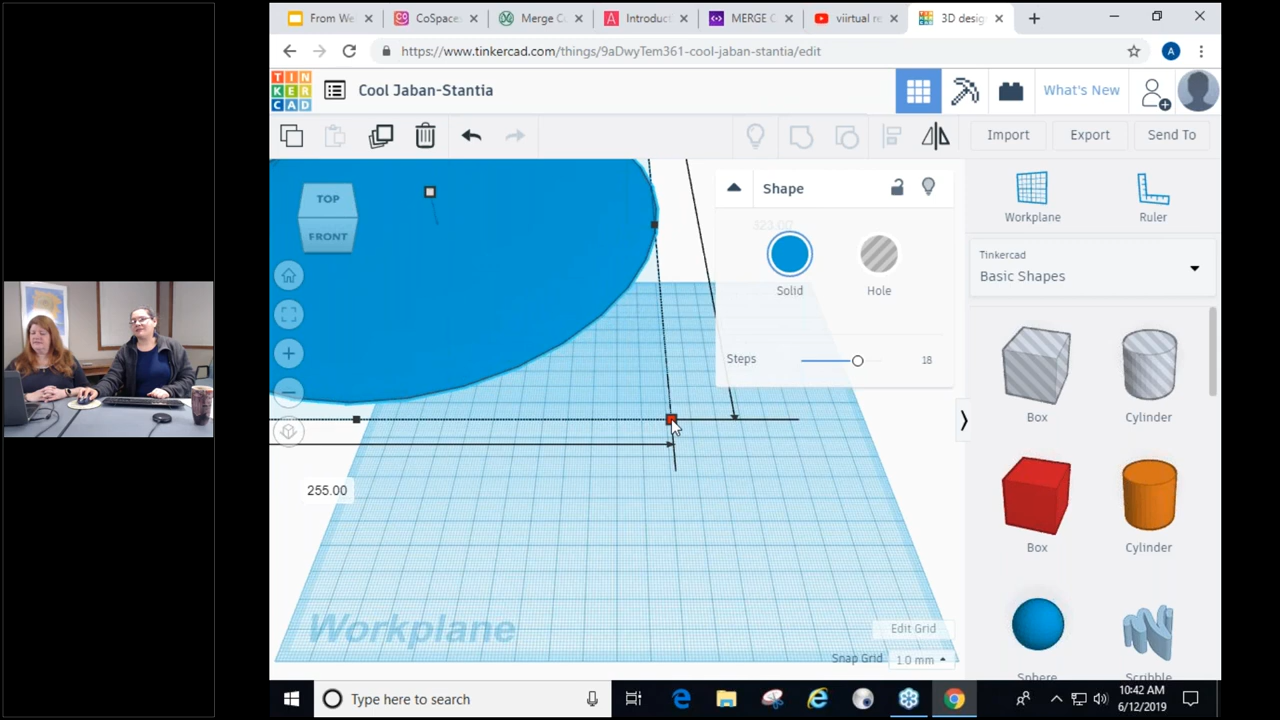 From We
CoSpace
Merge Cu
Introduc
MERGE C
viirtual re
3D desig
https://www.tinkercad.com/things/9aDwyTem361-cool-jaban-stantia/edit
A
TIN
KER
CAD
Cool Jaban-Stantia
What's New
Import
Export
Send To
TOP
FRONT
Shape
323.00
Solid
Hole
Steps
18
Workplane
Ruler
Tinkercad
Basic Shapes
Box
Cylinder
Box
Cylinder
Sphere
Scribble
255.00
Workplane
Edit Grid
Snap Grid 1.0 mm
Type here to search
10:42 AM
6/12/2019